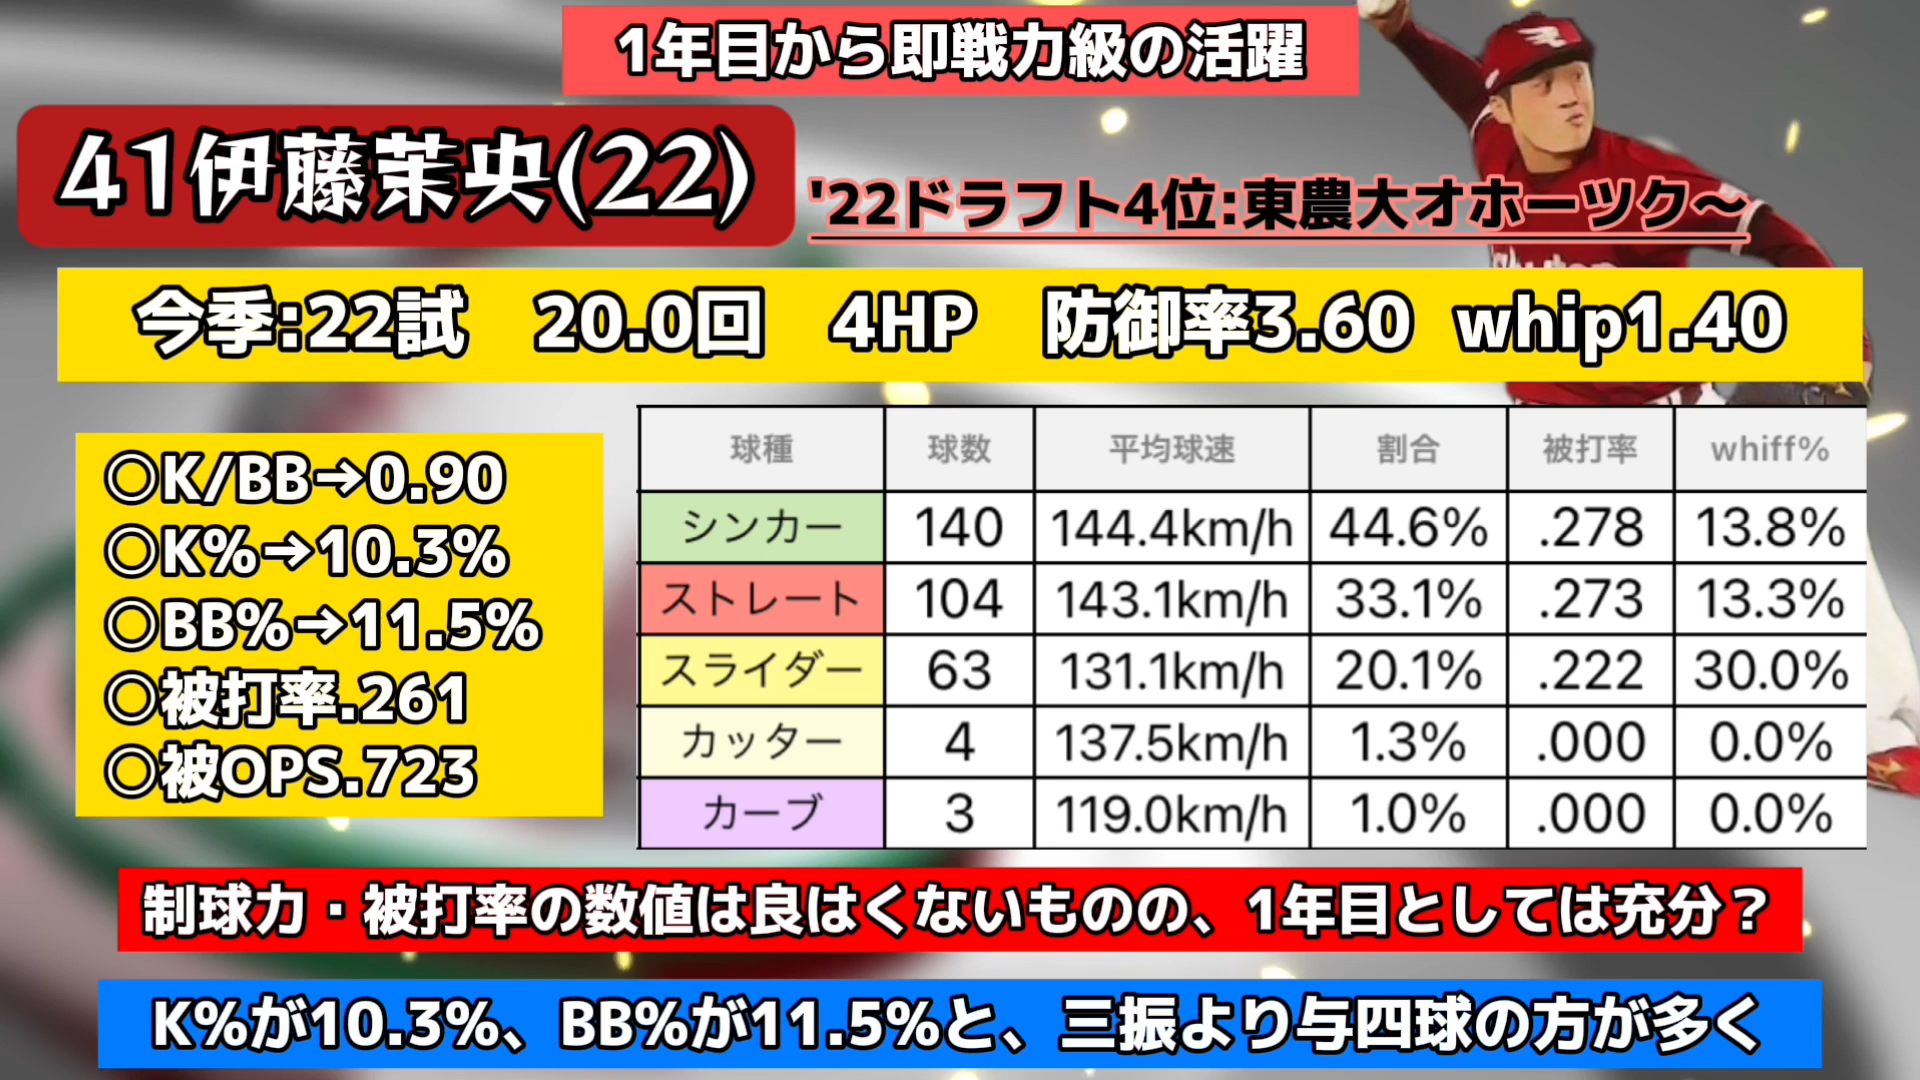 1年目から即戦力級の活躍
41伊藤茉央(22)
'22ドラフト4位:東農大オホーツク～
今季:22試 20.0回 4HP 防御率3.60 whip1.40
○K/BB→0.90
○K%→10.3%
○BB%→11.5%
○被打率.261
○被OPS.723
球種 球数 平均球速 割合 被打率 whiff%
シンカー 140 144.4km/h 44.6% .278 13.8%
ストレート 104 143.1km/h 33.1% .273 13.3%
スライダー 63 131.1km/h 20.1% .222 30.0%
カッター 4 137.5km/h 1.3% .000 0.0%
カーブ 3 119.0km/h 1.0% .000 0.0%
制球力・被打率の数値は良はくないものの、1年目としては充分？
K%が10.3%、BB%が11.5%と、三振より与四球の方が多く